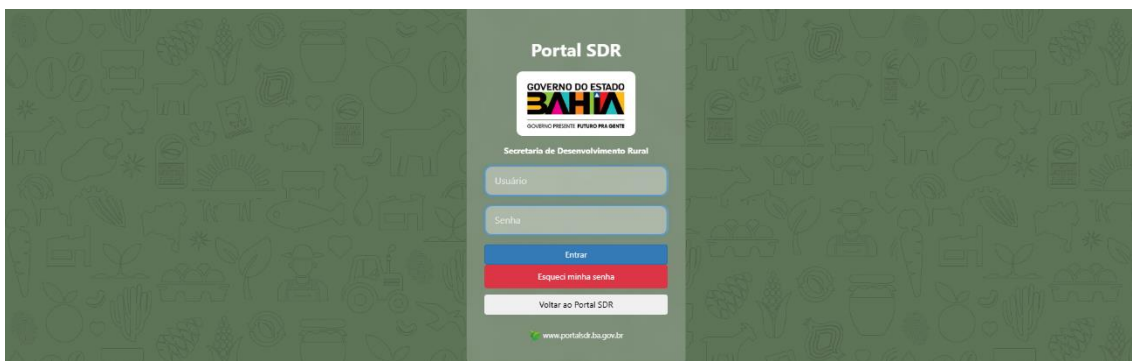 Portal SDR
GOVERNO DO ESTADO
BAHIA
GOVERNO PRESENTE FUTURO PRA GENTE
Secretaria de Desenvolvimento Rural
Usuário
Senha
Entrar
Esqueci minha senha
Voltar ao Portal SDR
www.portalsdr.ba.gov.br